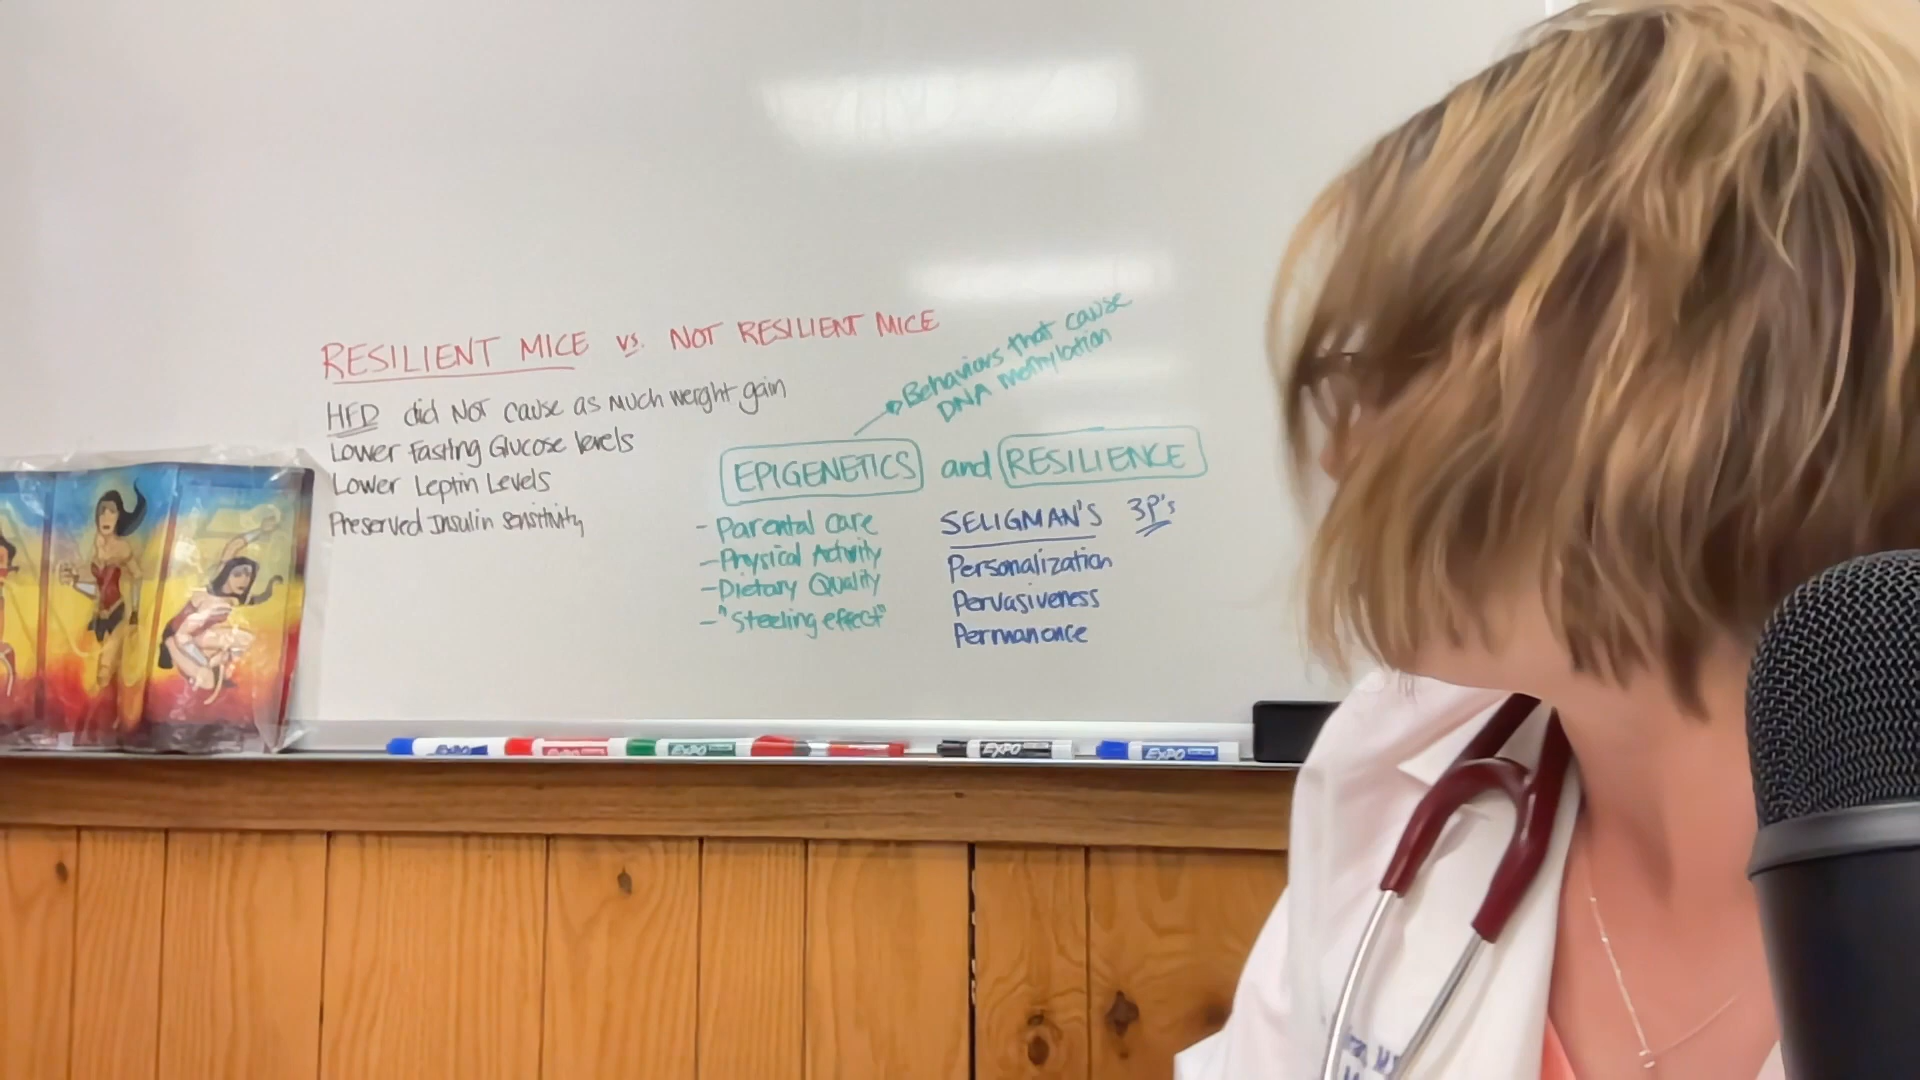 RESILIENT MICE vs. NOT RESILIENT MICE
HFD did NOT cause as much weight gain
Lower Fasting Glucose levels
Lower Leptin Levels
Preserved Insulin sensitivity
Behaviors that cause
DNA Methylation
EPIGENETICS and RESILIENCE
- Parental care
- Physical Activity
- Dietary Quality
- "Steeling effect"
SELIGMAN'S 3P's
Personalization
Pervasiveness
Permanance
EXPO
EXPO
EXPO
EXPO